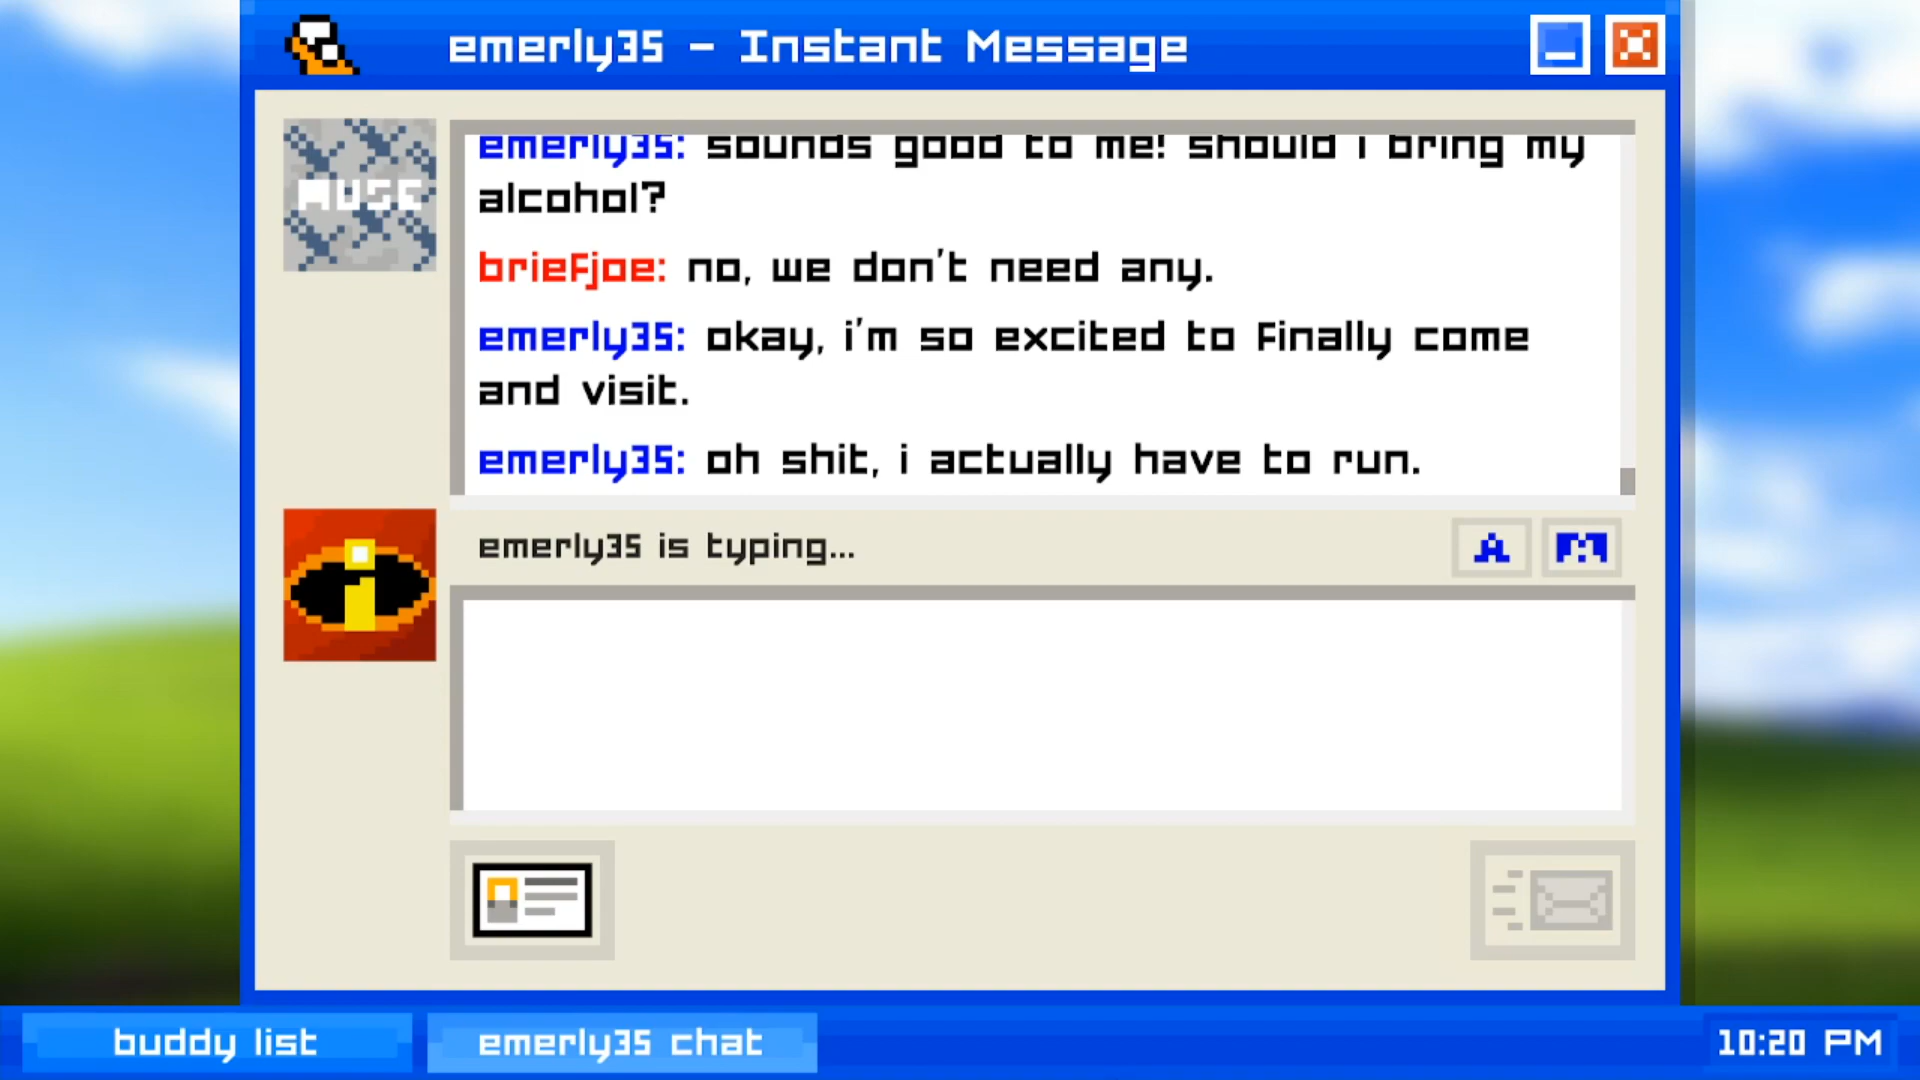 emerly35 - Instant Message
MUSE
emerly35: sounds good to me! should i bring my
alcohol?
briefjoe: no, we don't need any.
emerly35: okay, i'm so excited to finally come
and visit.
emerly35: oh shit, i actually have to run.
emerly35 is typing...
A
buddy list
emerly35 chat
10:20 PM